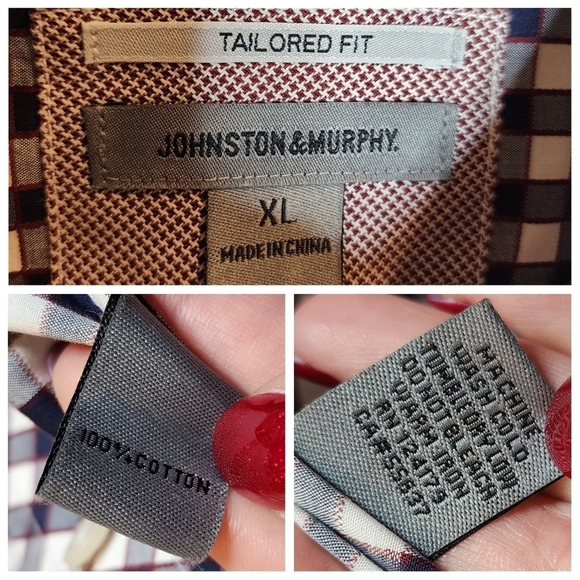 TAILORED FIT
JOHNSTON & MURPHY.
XL
MADE IN CHINA
100% COTTON
MACHINE
WASH COLD
TUMBLE DRY LOW
DO NOT BLEACH
WARM IRON
RN 124173
CA# 55837